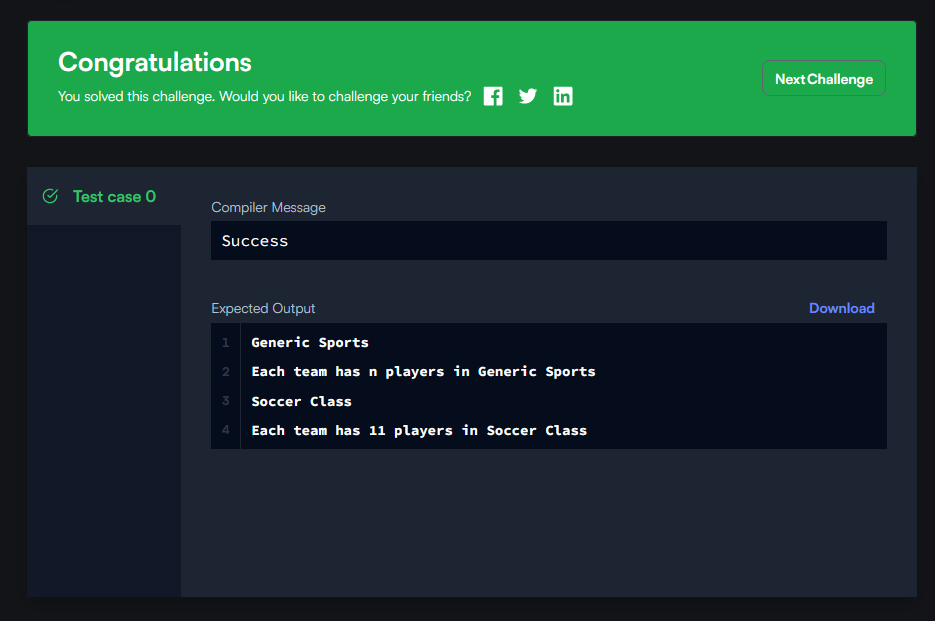 Congratulations
You solved this challenge. Would you like to challenge your friends?
Next Challenge
Test case 0
Compiler Message
Success
Expected Output
Download
1 Generic Sports
2 Each team has n players in Generic Sports
3 Soccer Class
4 Each team has 11 players in Soccer Class